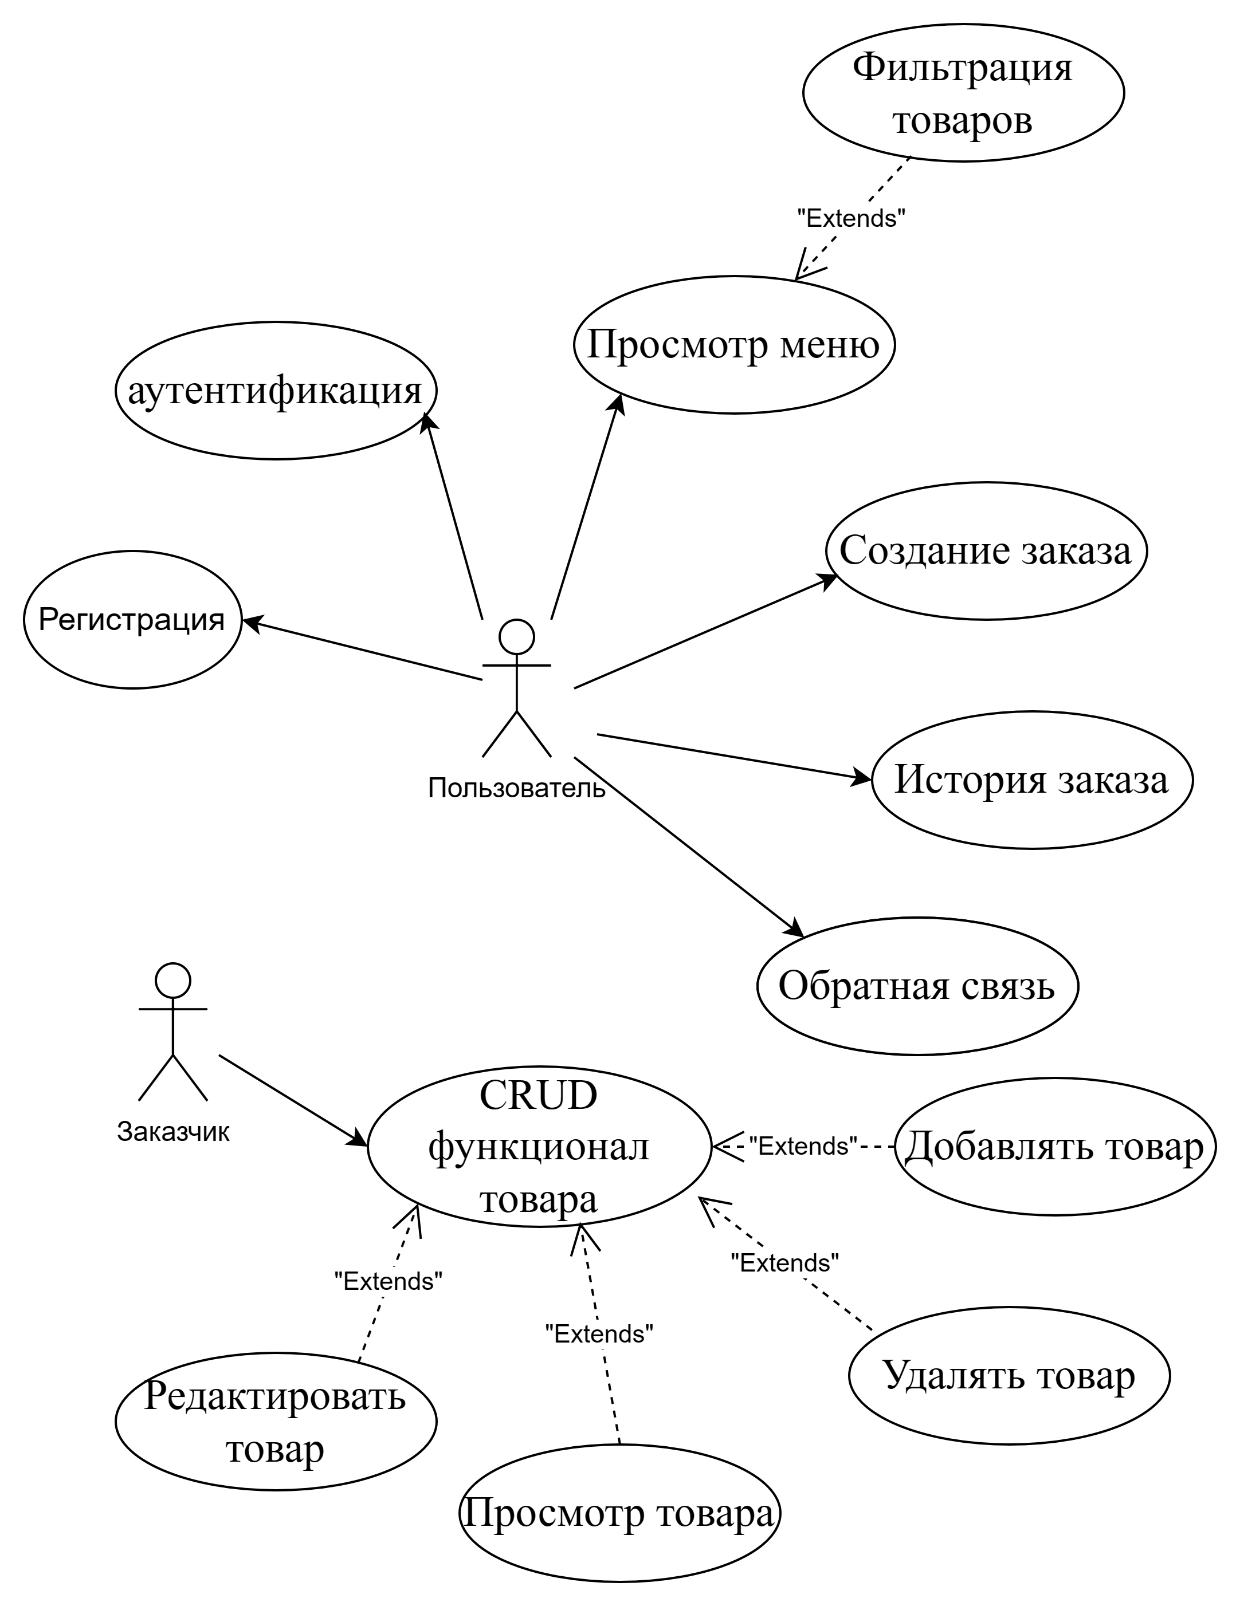 Фильтрация
товаров
"Extends"
Просмотр меню
аутентификация
Создание заказа
Регистрация
История заказа
Пользователь
Обратная связь
Заказчик
CRUD
функционал
товара
"Extends"
Добавлять товар
"Extends"
"Extends"
"Extends"
Удалять товар
Редактировать
товар
Просмотр товара